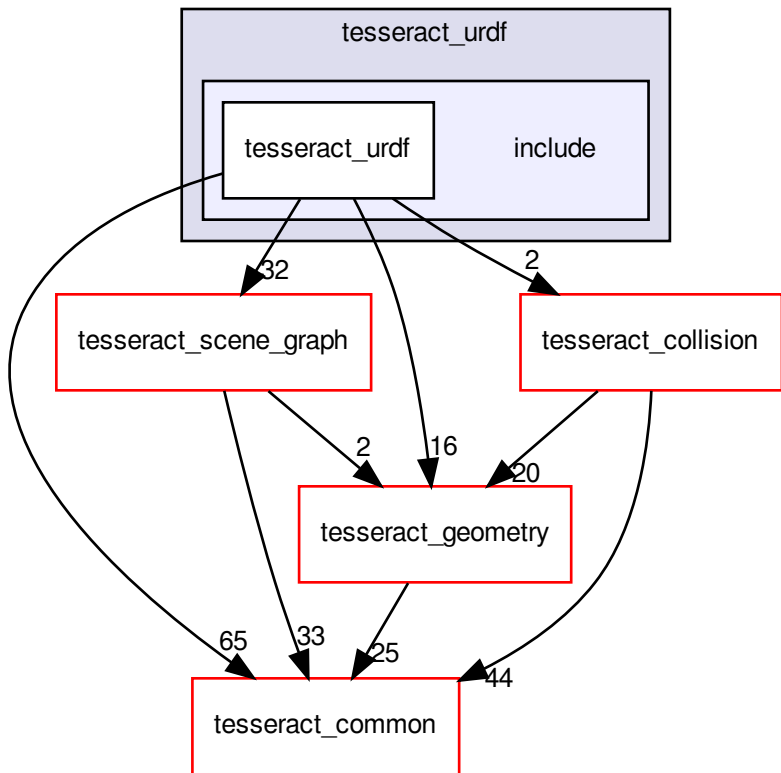 tesseract_urdf
tesseract_urdf
include
32
2
tesseract_scene_graph
tesseract_collision
2
16
20
tesseract_geometry
65
33
25
44
tesseract_common